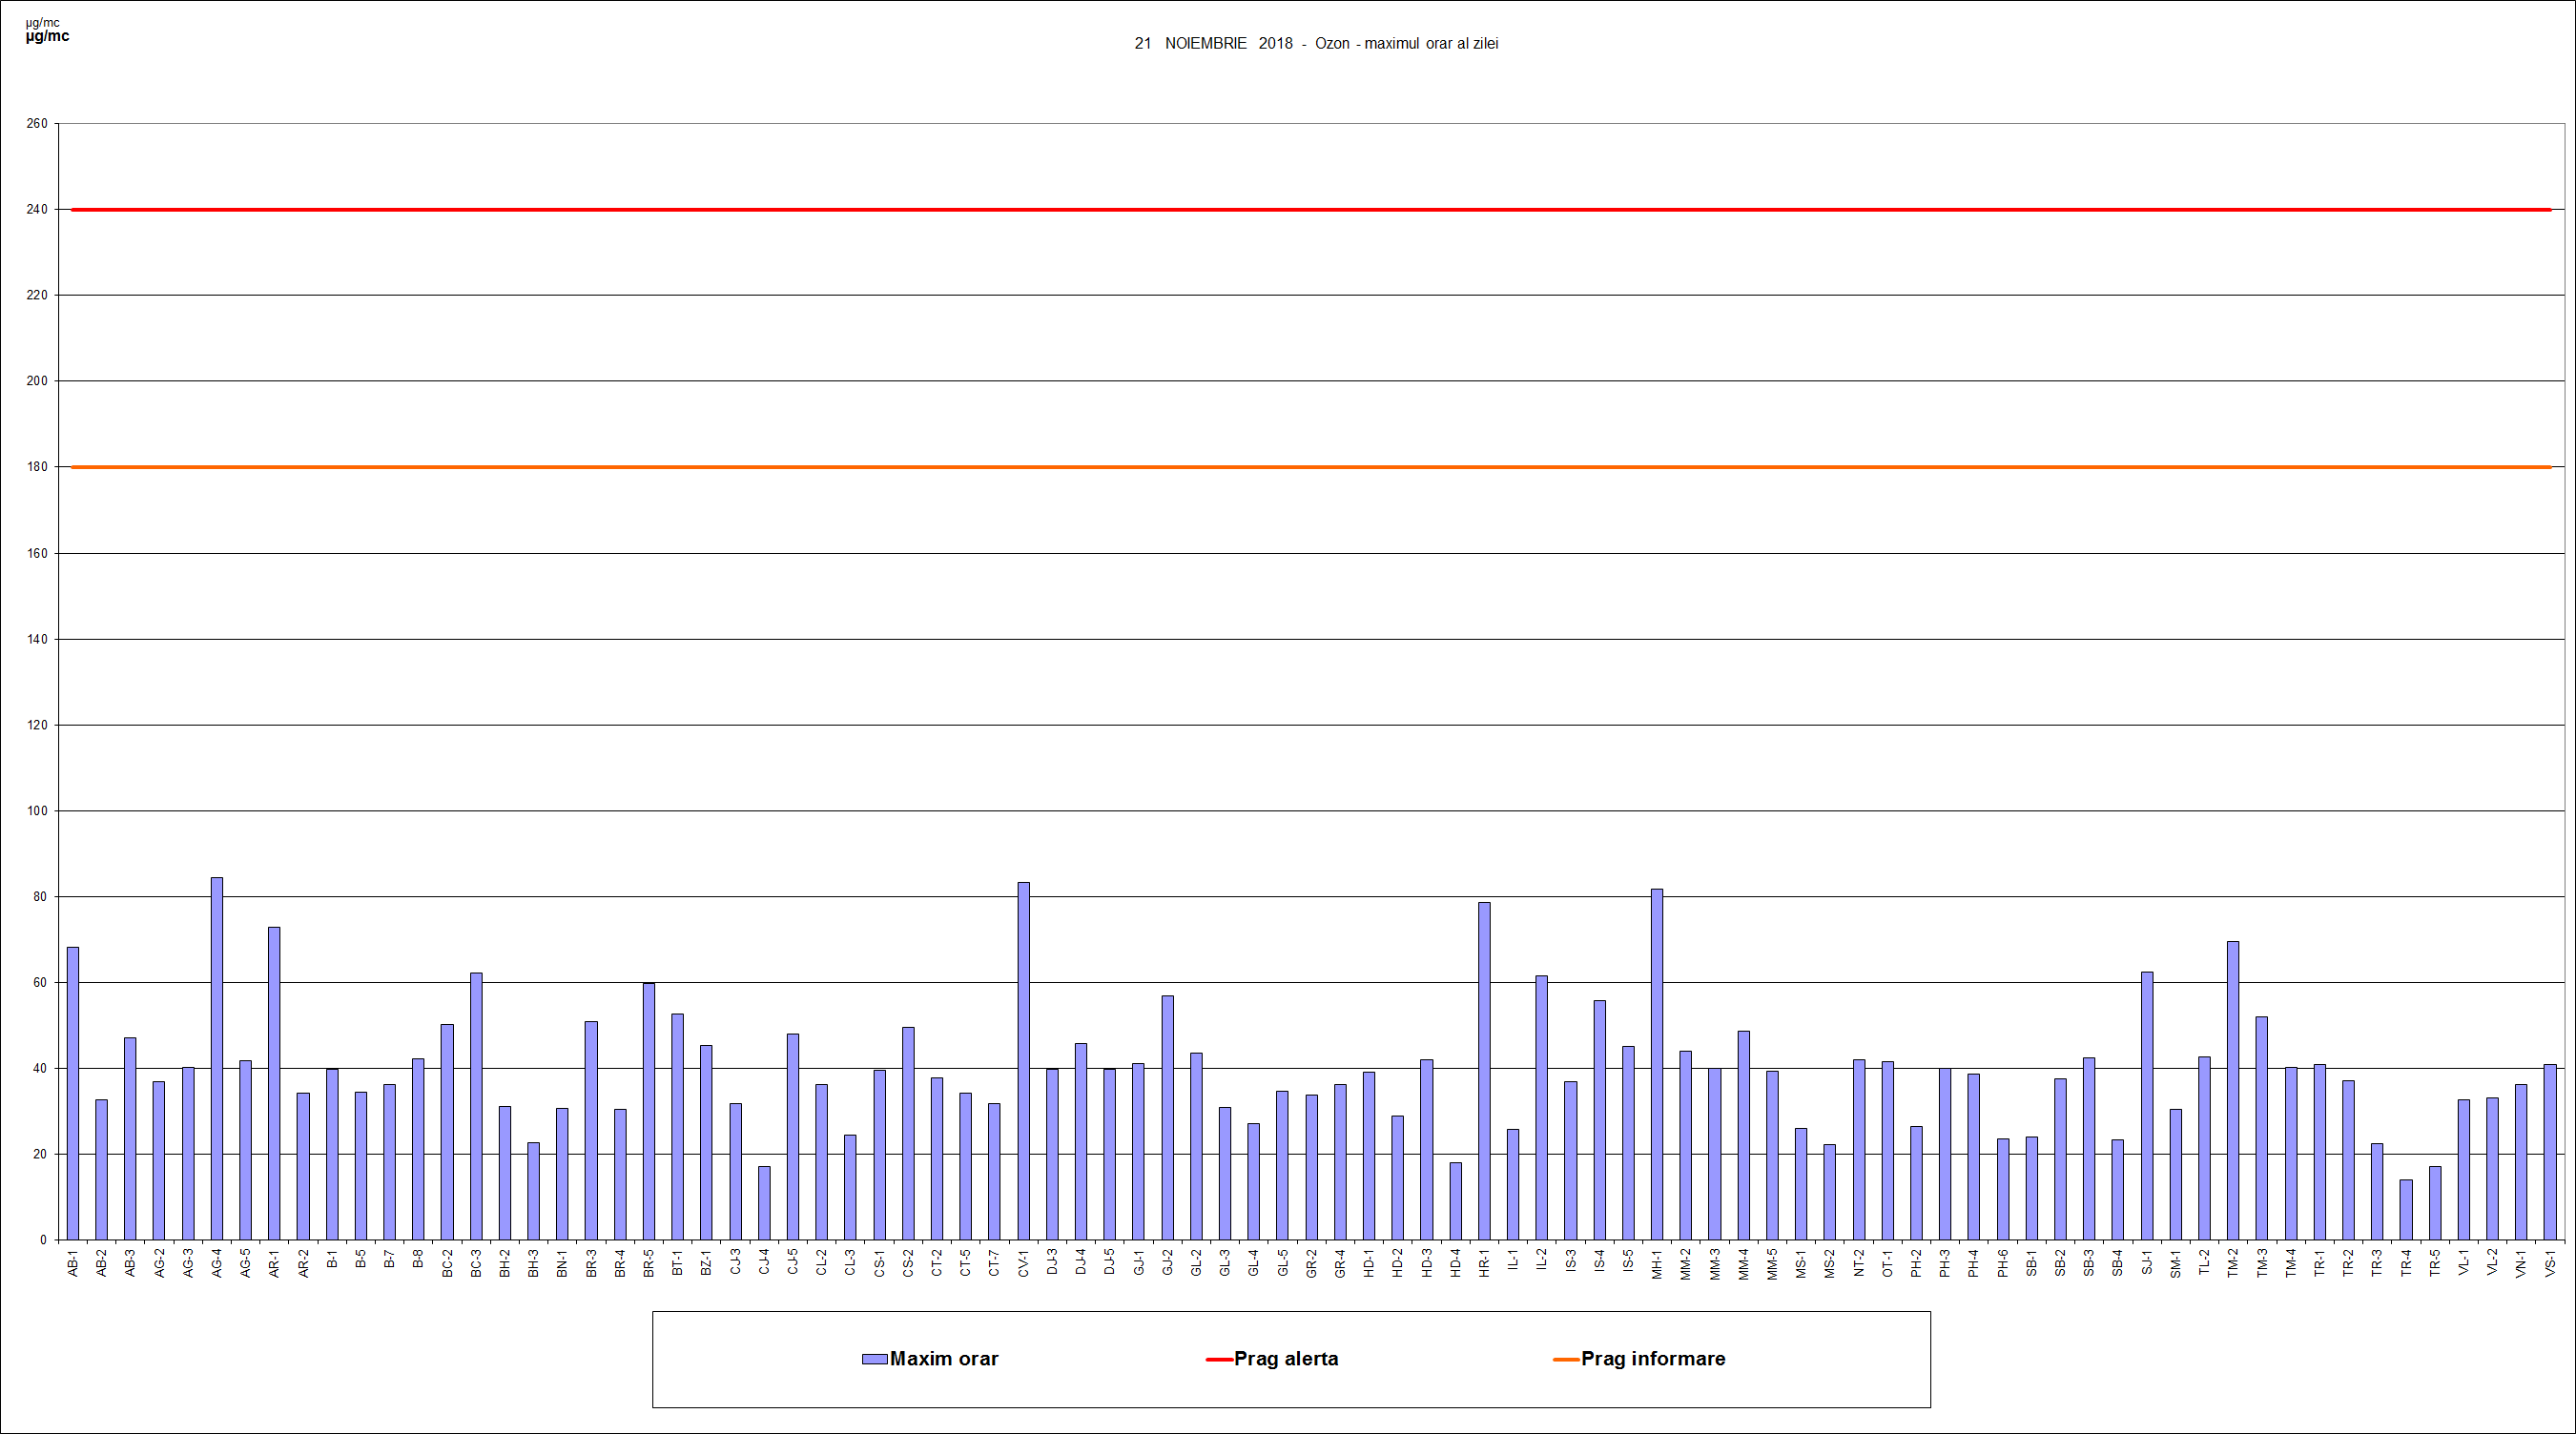 µg/mc
µg/mc
21 NOIEMBRIE 2018 - Ozon - maximul orar al zilei
260
240
220
200
180
160
140
120
100
80
60
40
20
0
AB-1 AB-2 AB-3 AG-2 AG-3 AG-4 AG-5 AR-1 AR-2 B-1 B-5 B-7 B-8 BC-2 BC-3 BH-2 BH-3 BN-1 BR-3 BR-4 BR-5 BT-1 BZ-1 CJ-3 CJ-4 CJ-5 CL-2 CL-3 CS-1 CS-2 CT-2 CT-5 CT-7 CV-1 DJ-3 DJ-4 DJ-5 GJ-1 GJ-2 GL-2 GL-3 GL-4 GL-5 GR-2 GR-4 HD-1 HD-2 HD-3 HD-4 HR-1 IL-1 IL-2 IS-3 IS-4 IS-5 MH-1 MM-2 MM-3 MM-4 MM-5 MS-1 MS-2 NT-2 OT-1 PH-2 PH-3 PH-4 PH-6 SB-1 SB-2 SB-3 SB-4 SJ-1 SM-1 TL-2 TM-2 TM-3 TM-4 TR-1 TR-2 TR-3 TR-4 TR-5 VL-1 VL-2 VN-1 VS-1
Maxim orar Prag alerta Prag informare